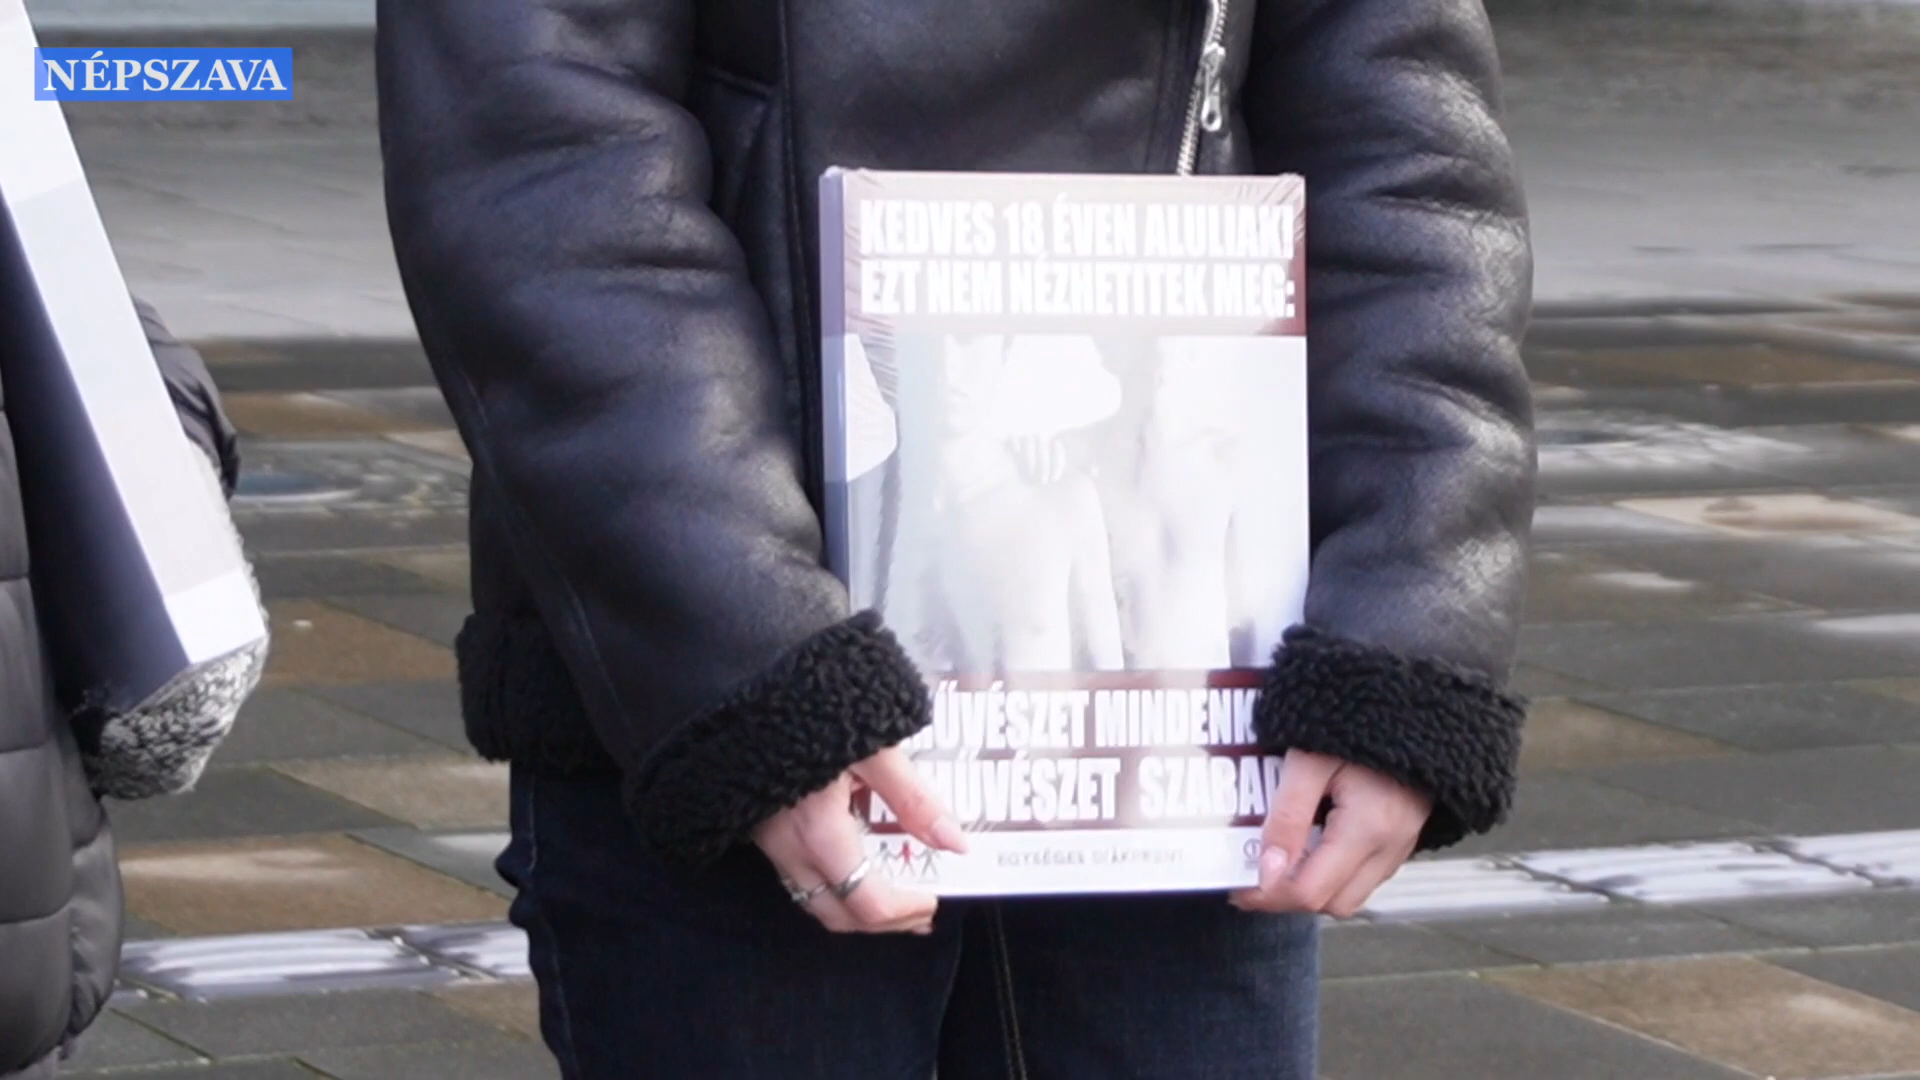 NÉPSZAVA
KEDVES 18 ÉVEN ALULIAK!
EZT NEM NÉZHETITEK MEG:
MŰVÉSZET MINDENKI
A MŰVÉSZET SZABAD
EGYSÉGES DIÁKFRONT